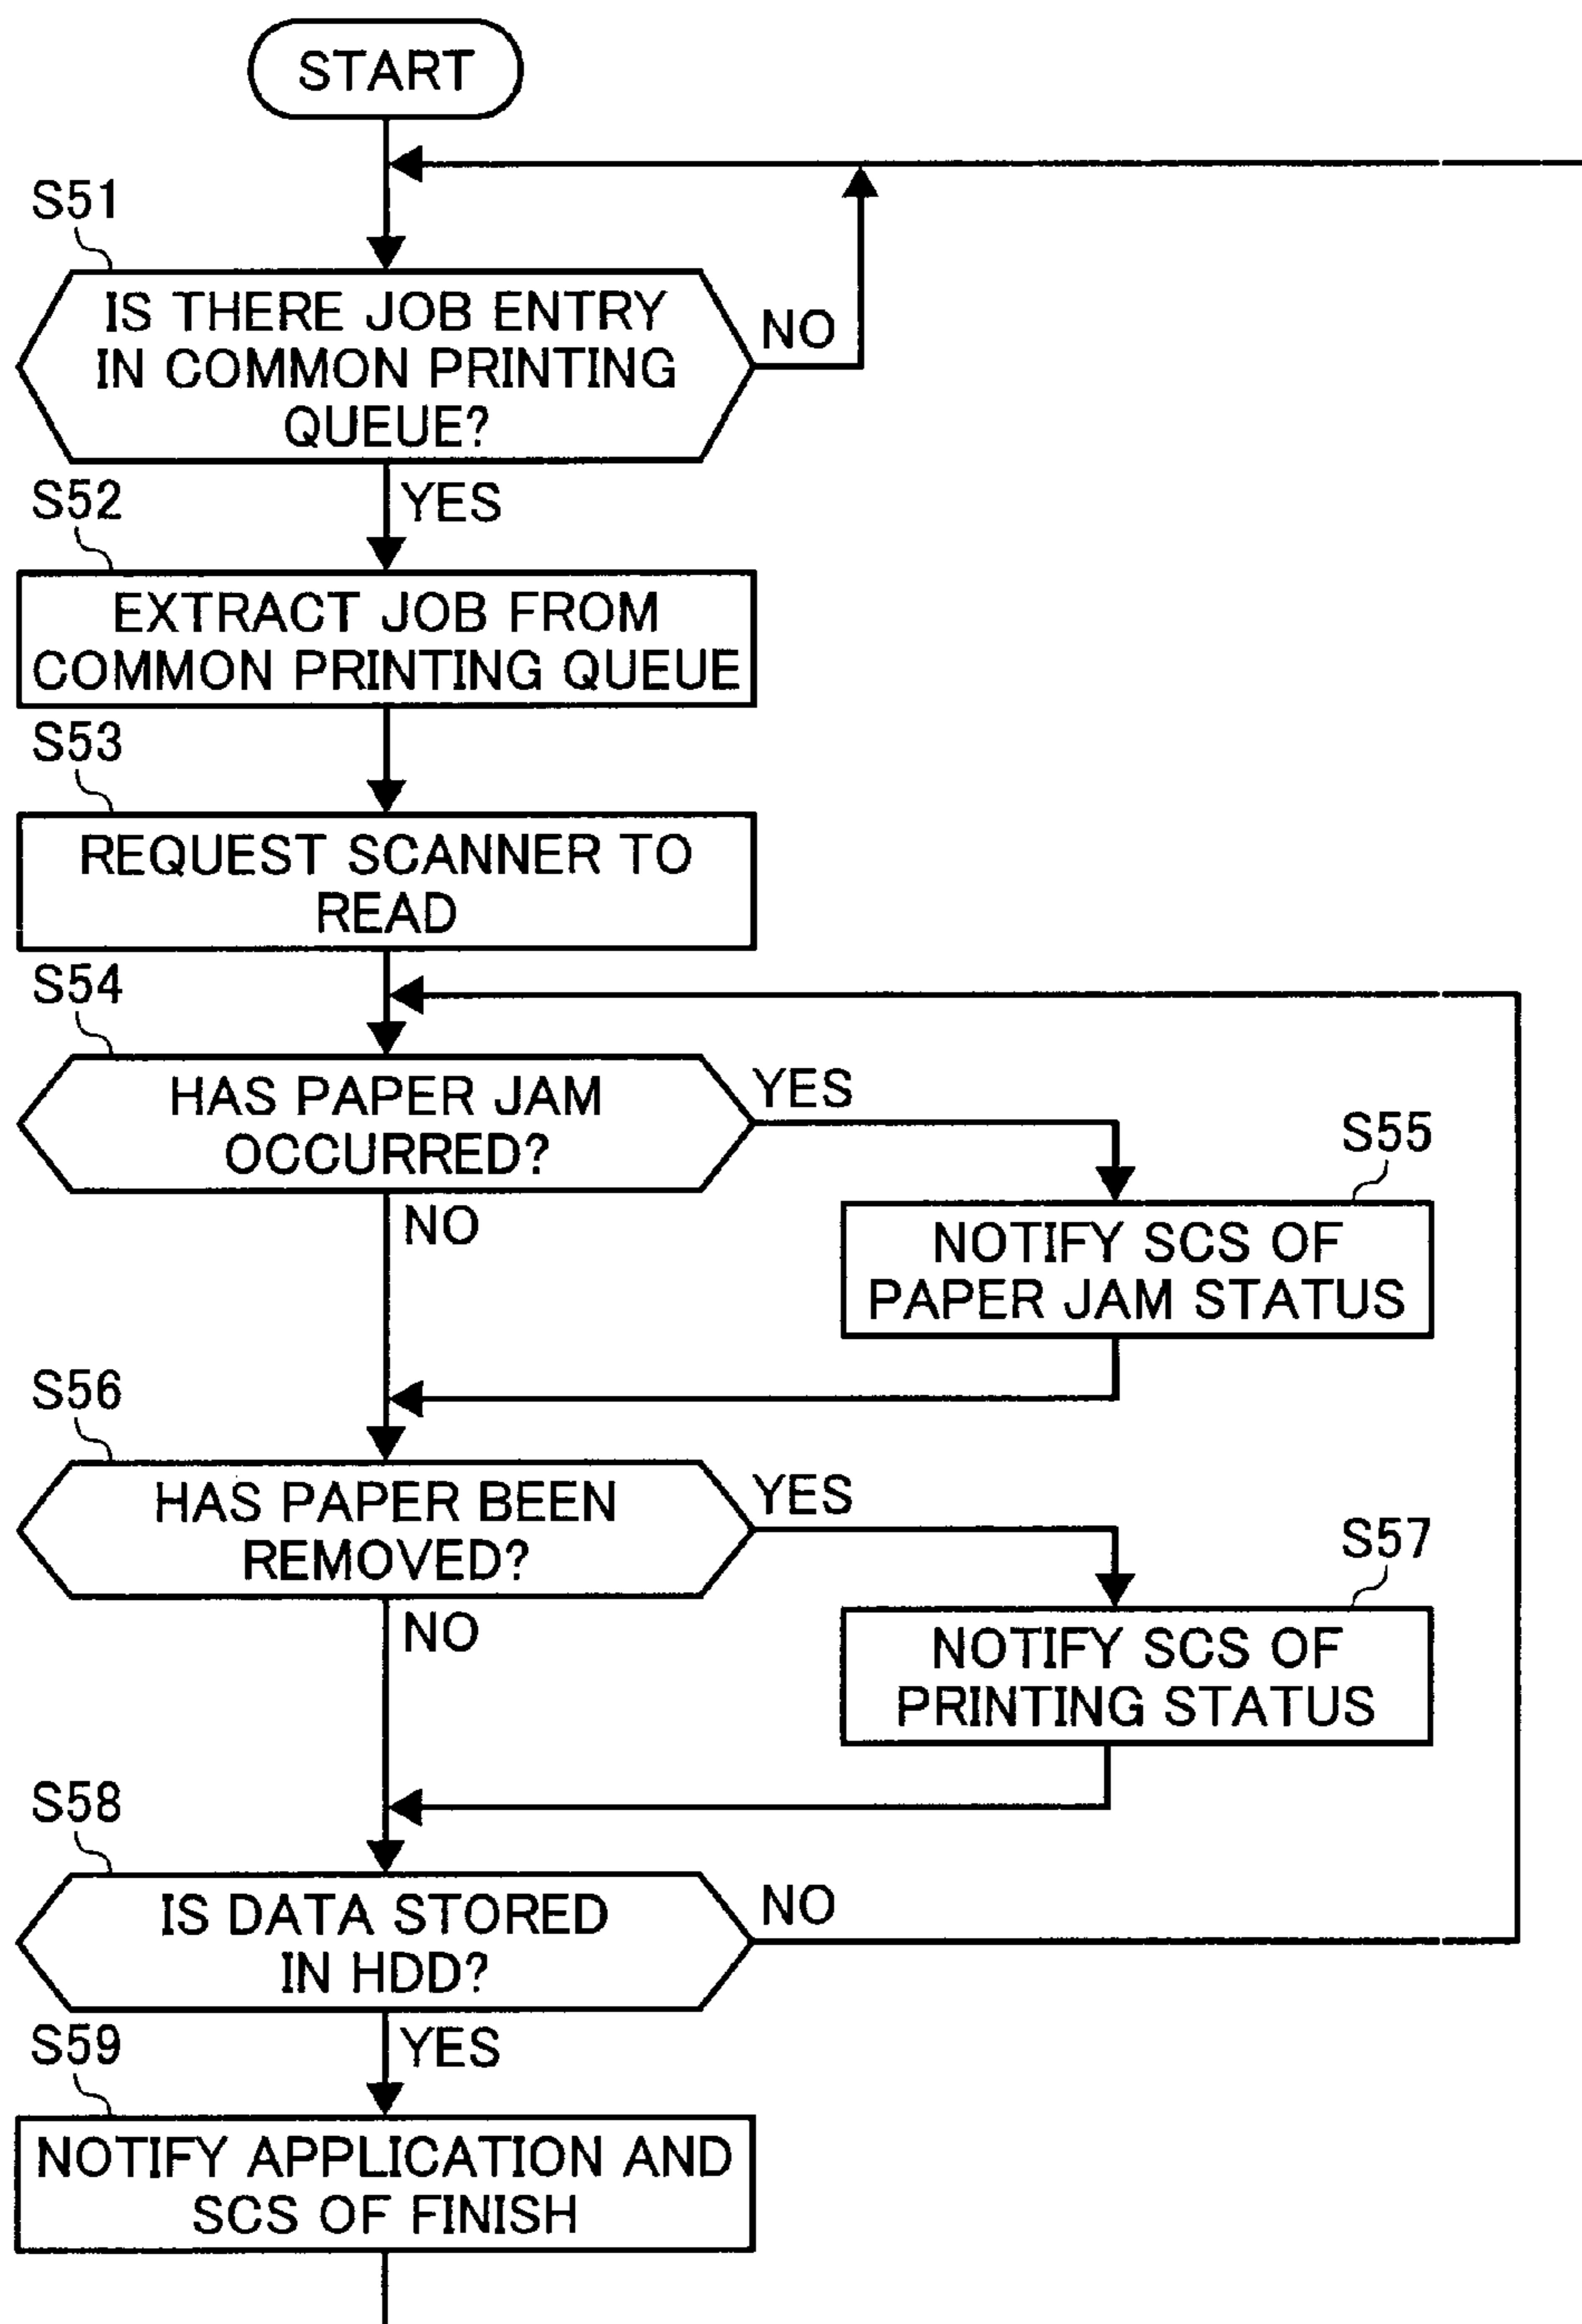 START
S51
IS THERE JOB ENTRY
IN COMMON PRINTING
QUEUE?
NO
YES
S52
EXTRACT JOB FROM
COMMON PRINTING QUEUE
S53
REQUEST SCANNER TO
READ
S54
HAS PAPER JAM
OCCURRED?
YES
NO
S55
NOTIFY SCS OF
PAPER JAM STATUS
S56
HAS PAPER BEEN
REMOVED?
YES
NO
S57
NOTIFY SCS OF
PRINTING STATUS
S58
IS DATA STORED
IN HDD?
NO
YES
S59
NOTIFY APPLICATION AND
SCS OF FINISH